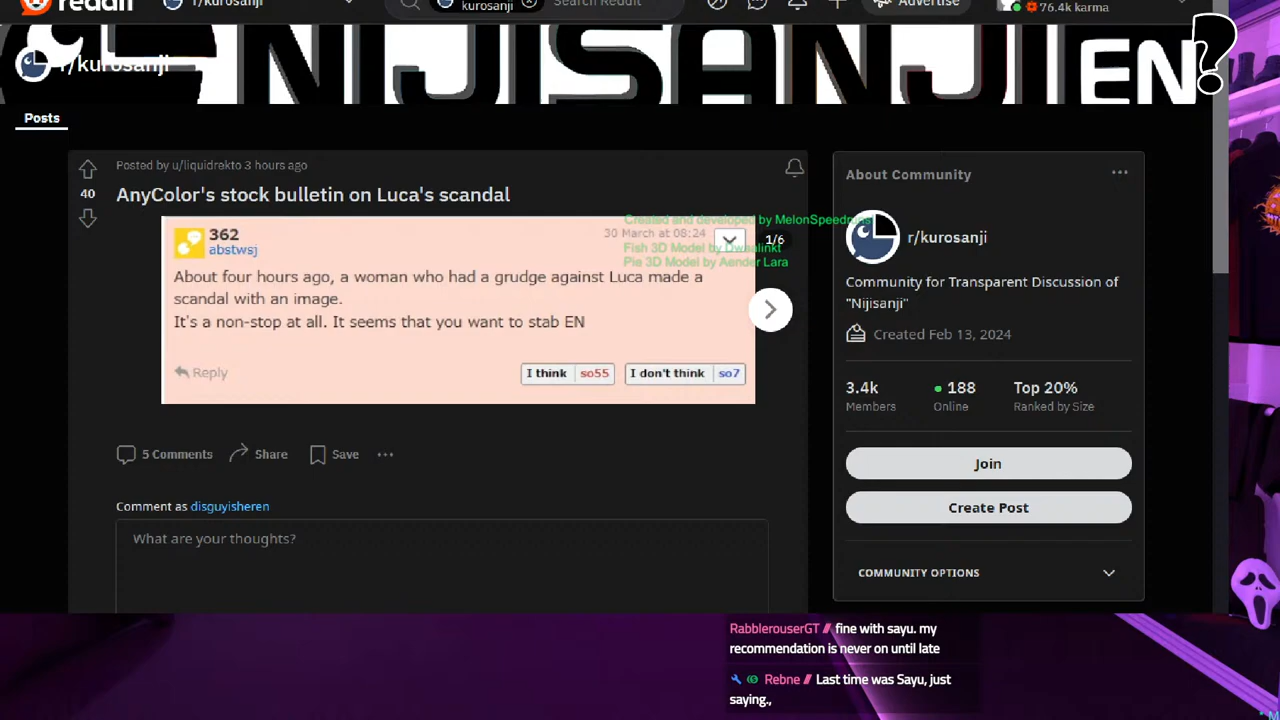 reddit
r/kurosanji
kurosanji
Search Reddit
Advertise
76.4k karma
NIJISANJI EN
r/kurosanji
Posts
Posted by u/liquidrekto 3 hours ago
40
AnyColor's stock bulletin on Luca's scandal
362
abstwsj
30 March at 08:24
1/6
Created and developed by MelonSpeedruns
Fish 3D Model by Dwaalinkt
Pie 3D Model by Aender Lara
About four hours ago, a woman who had a grudge against Luca made a
scandal with an image.
It's a non-stop at all. It seems that you want to stab EN
Reply
I think so55
I don't think so7
5 Comments
Share
Save
Comment as disguyisheren
What are your thoughts?
About Community
r/kurosanji
Community for Transparent Discussion of
"Nijisanji"
Created Feb 13, 2024
3.4k
188
Top 20%
Members
Online
Ranked by Size
Join
Create Post
COMMUNITY OPTIONS
RabblerouserGT // fine with sayu. my
recommendation is never on until late
Rebne // Last time was Sayu, just
saying.,